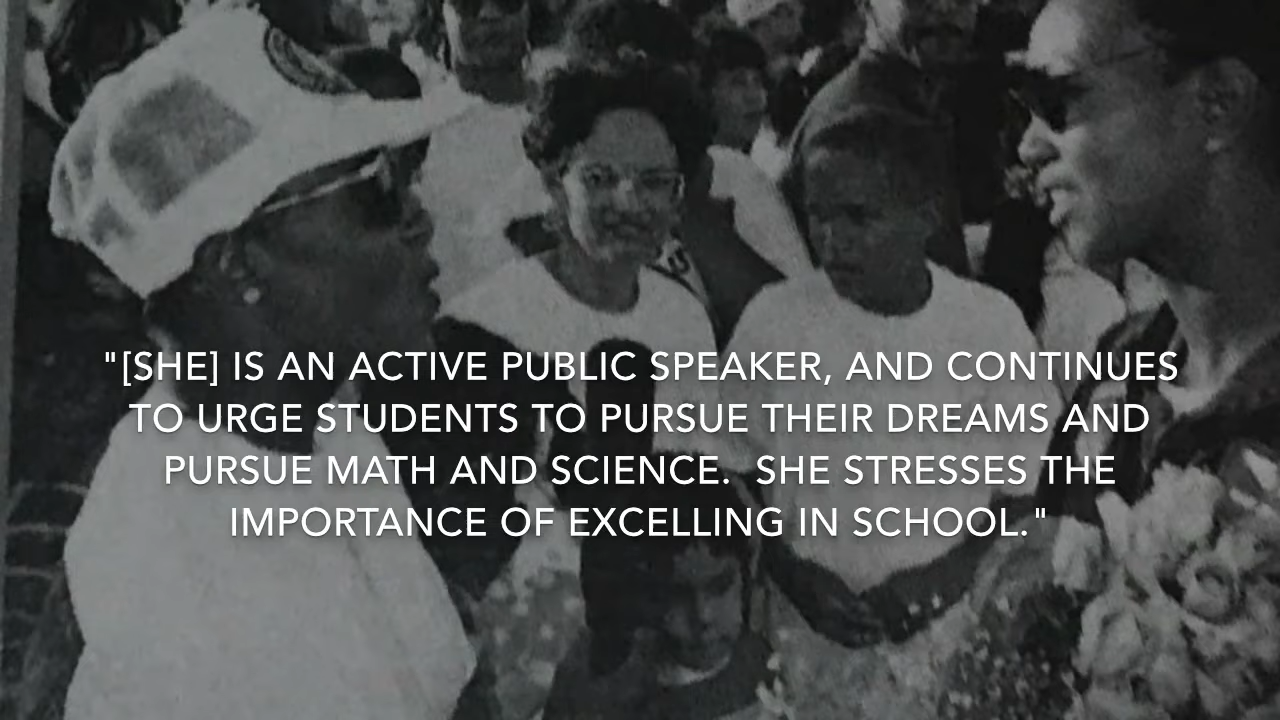 "[SHE] IS AN ACTIVE PUBLIC SPEAKER, AND CONTINUES
TO URGE STUDENTS TO PURSUE THEIR DREAMS AND
PURSUE MATH AND SCIENCE.  SHE STRESSES THE
IMPORTANCE OF EXCELLING IN SCHOOL."